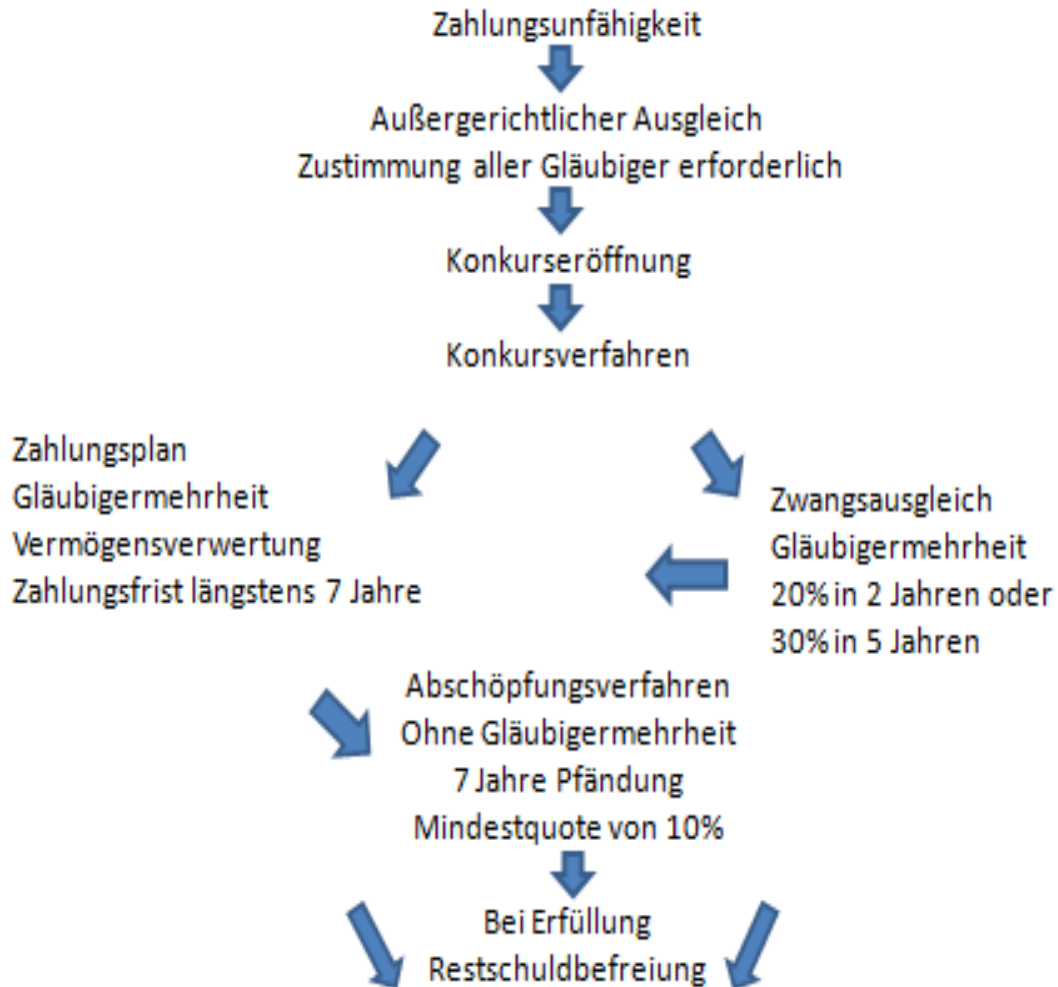 Zahlungsunfähigkeit
Außergerichtlicher Ausgleich
Zustimmung aller Gläubiger erforderlich
Konkurseröffnung
Konkursverfahren
Zahlungsplan
Gläubigermehrheit
Vermögensverwertung
Zahlungsfrist längstens 7 Jahre
Zwangsausgleich
Gläubigermehrheit
20% in 2 Jahren oder
30% in 5 Jahren
Abschöpfungsverfahren
Ohne Gläubigermehrheit
7 Jahre Pfändung
Mindestquote von 10%
Bei Erfüllung
Restschuldbefreiung